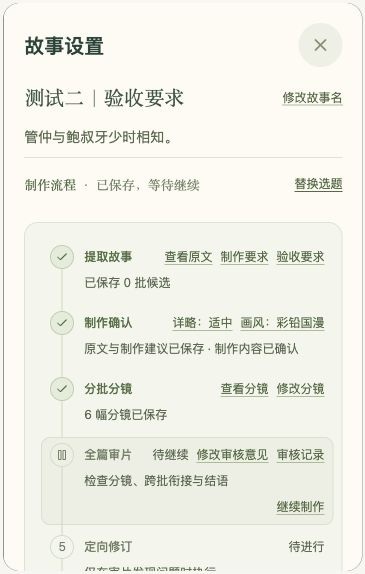 故事设置
测试二｜验收要求 修改故事名
管仲与鲍叔牙少时相知。
制作流程 · 已保存，等待继续 替换选题
提取故事 查看原文 制作要求 验收要求
已保存 0 批候选
制作确认 详略：适中 画风：彩铅国漫
原文与制作建议已保存 · 制作内容已确认
分批分镜 查看分镜 修改分镜
6 幅分镜已保存
全篇审片 待继续 修改审核意见 审核记录
检查分镜、跨批衔接与结语
继续制作
5 定向修订 待进行